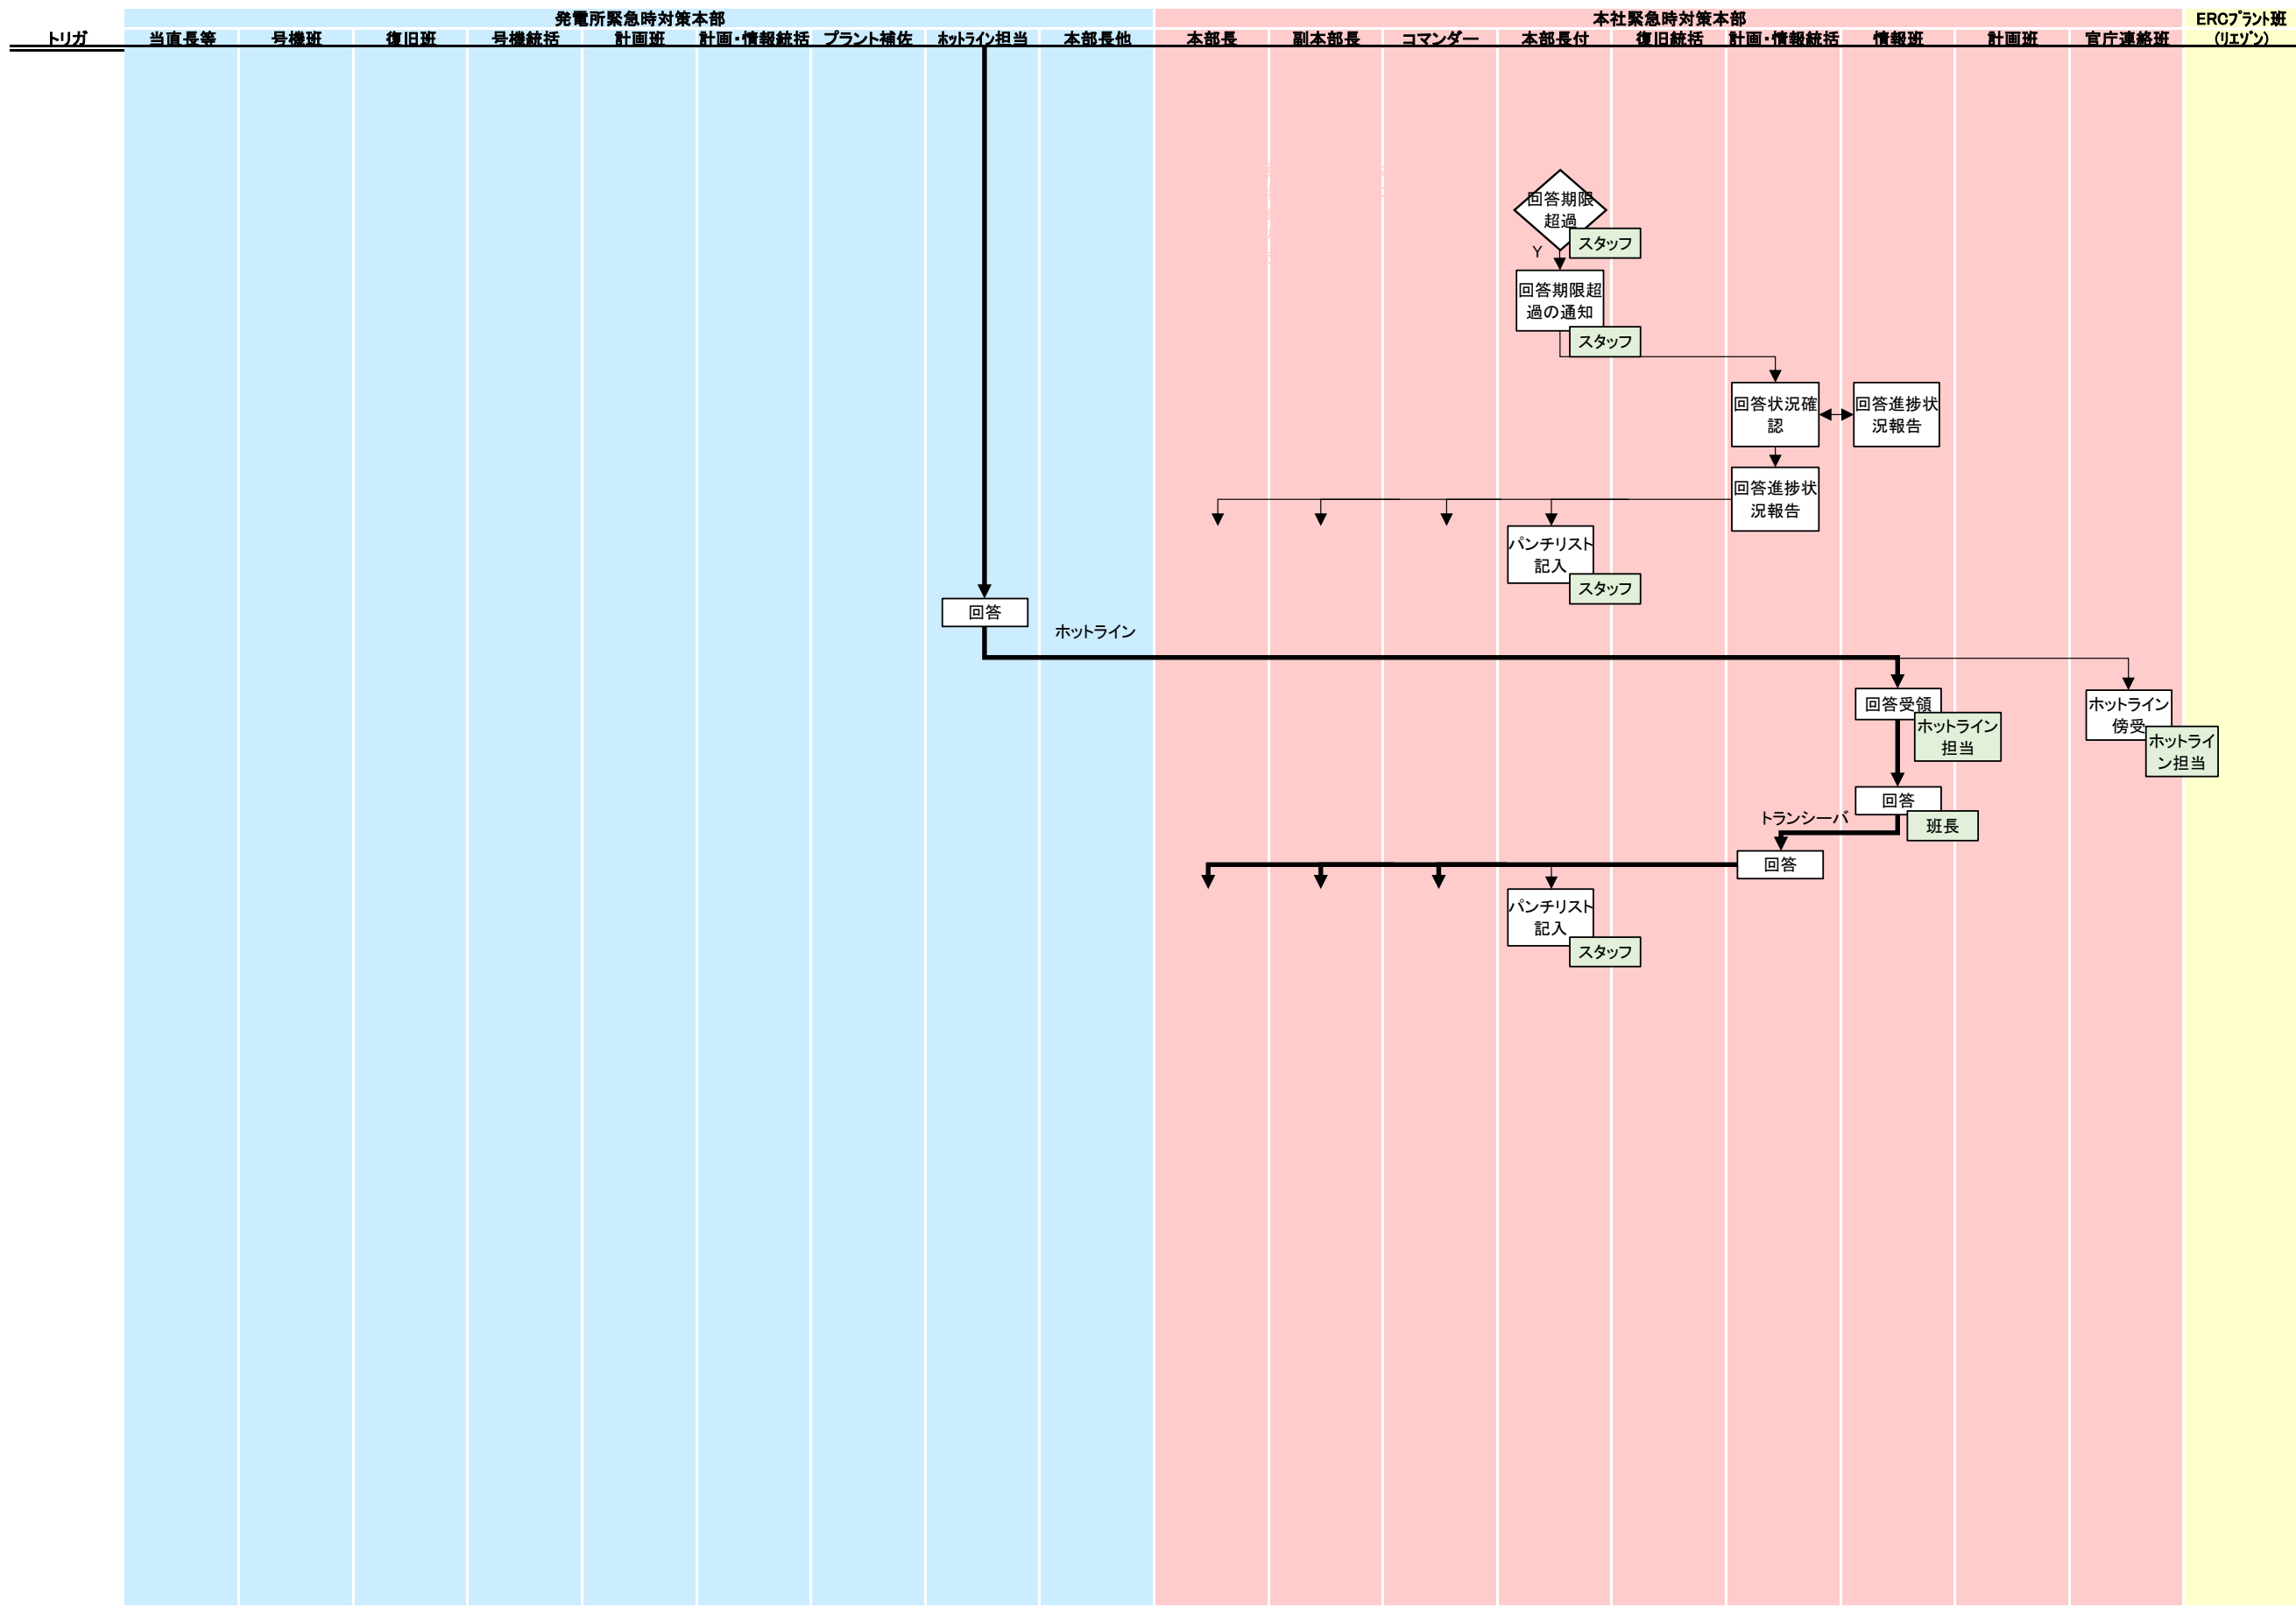 発電所緊急時対策本部
本社緊急時対策本部
ERCﾌﾟﾗﾝﾄ班
トリガ
当直長等
号機班
復旧班
号機統括
計画班
計画・情報統括
プラント補佐
ﾎｯﾄﾗｲﾝ担当
本部長他
本部長
副本部長
コマンダー
本部長付
復旧統括
計画・情報統括
情報班
計画班
官庁連絡班
(ﾘｴｿﾞﾝ)
回答期限
超過
スタッフ
Y
回答期限超
過の通知
スタッフ
回答状況確
認
回答進捗状
況報告
回答進捗状
況報告
パンチリスト
記入
スタッフ
回答
ホットライン
回答受領
ホットライン
担当
ホットライン
傍受
ホットライ
ン担当
回答
班長
トランシーバ
回答
パンチリスト
記入
スタッフ